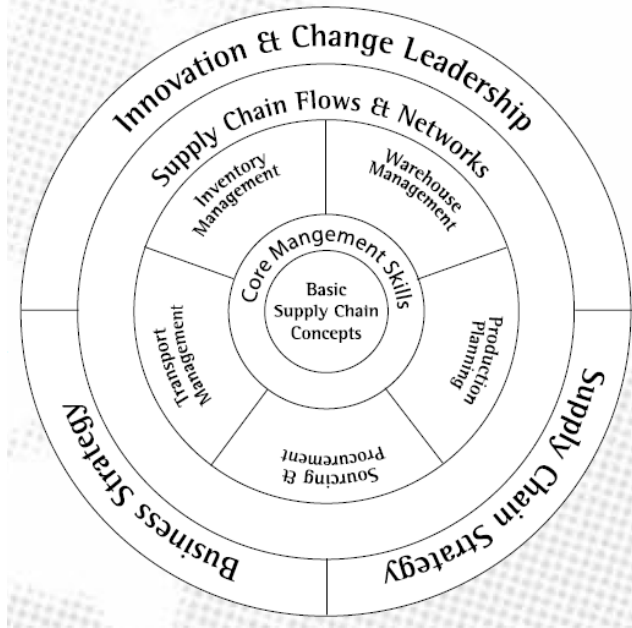 Innovation & Change Leadership
Supply Chain Flows & Networks
Inventory
Management
Warehouse
Management
Core Mangement Skills
Basic
Supply Chain
Concepts
Transport
Management
Production
Planning
Sourcing &
Procurement
Business Strategy
Supply Chain Strategy